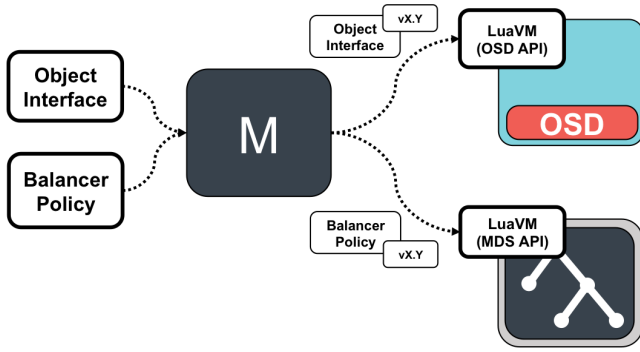 Object
Interface
Balancer
Policy
M
Object
Interface
vX.Y
LuaVM
(OSD API)
OSD
Balancer
Policy
vX.Y
LuaVM
(MDS API)